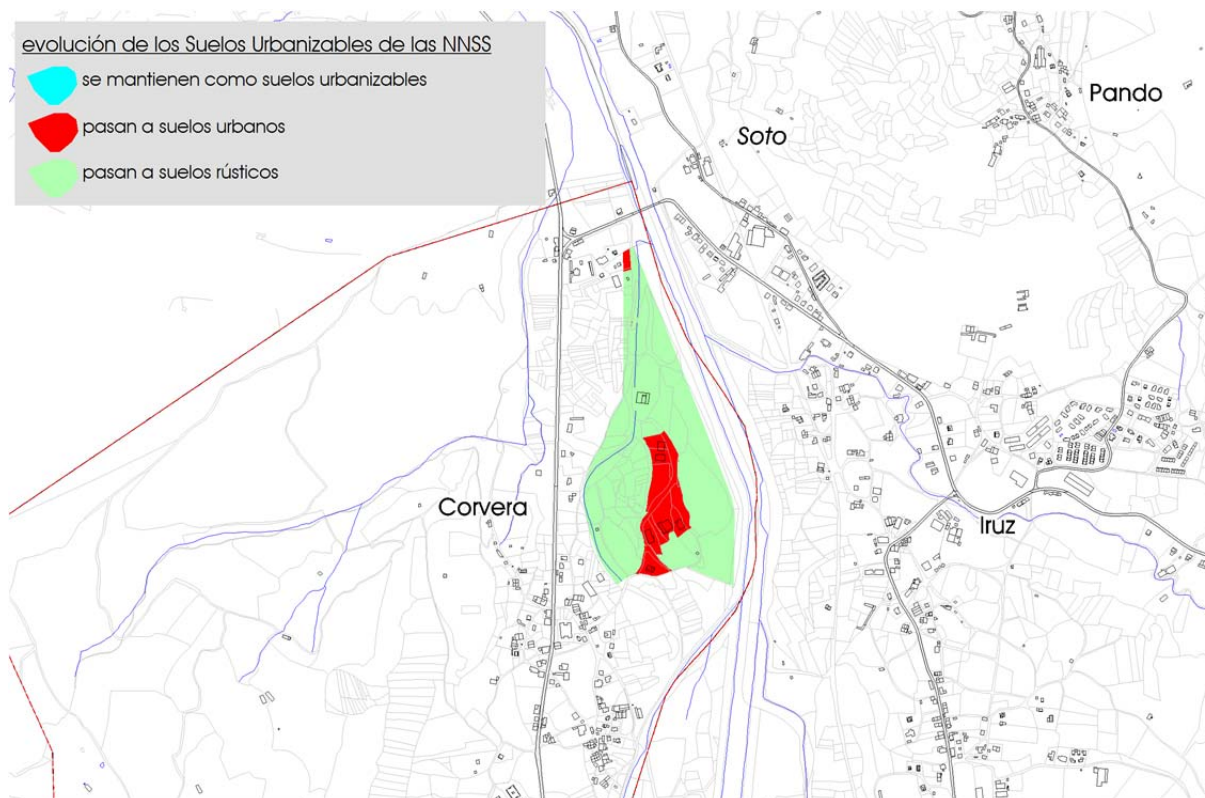 evolución de los Suelos Urbanizables de las NNSS
se mantienen como suelos urbanizables
pasan a suelos urbanos
pasan a suelos rústicos
Pando
Soto
Corvera
Iruz